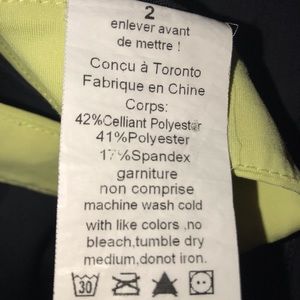 2
enlever avant
de mettre !
Concu à Toronto
Fabrique en Chine
Corps:
42%Celliant Polyester
41%Polyester
17%Spandex
garniture
non comprise
machine wash cold
with like colors ,no
bleach,tumble dry
medium,donot iron.
30